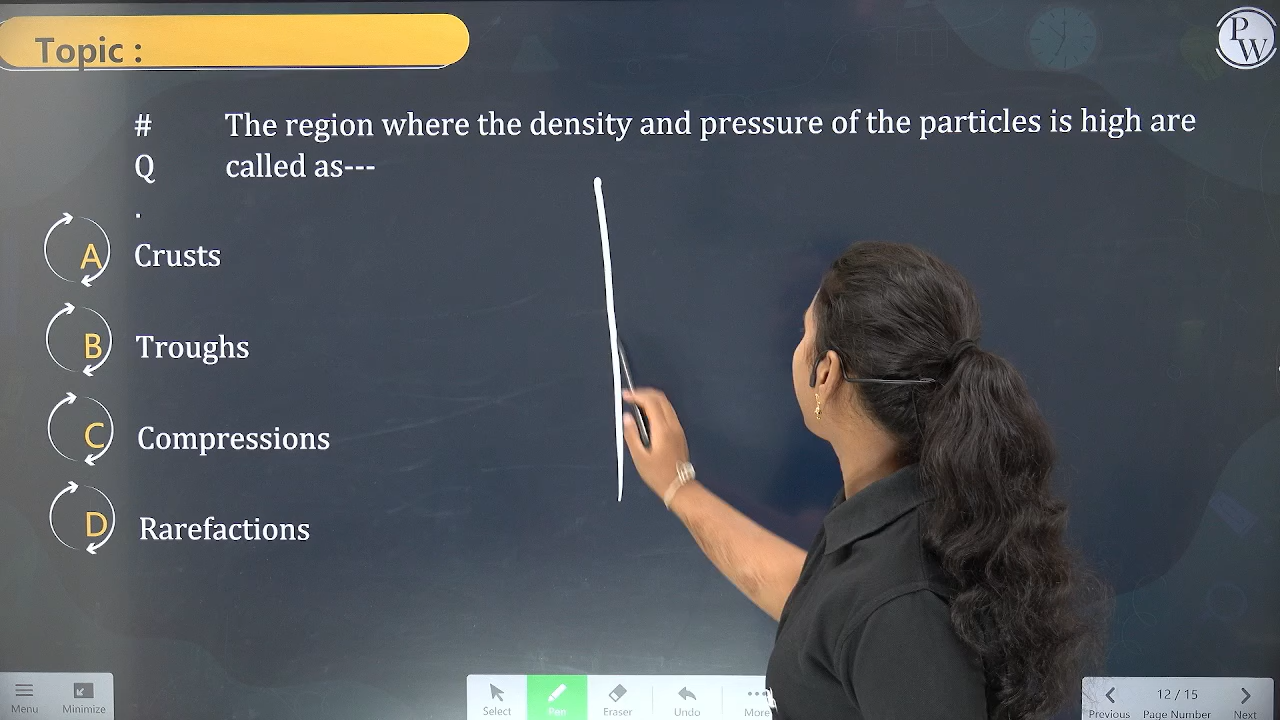 Topic :
PW
# The region where the density and pressure of the particles is high are
Q called as---
.
A Crusts
B Troughs
C Compressions
D Rarefactions
Menu Minimize Select Pen Eraser Undo More Previous 12 / 15 Page Number Next